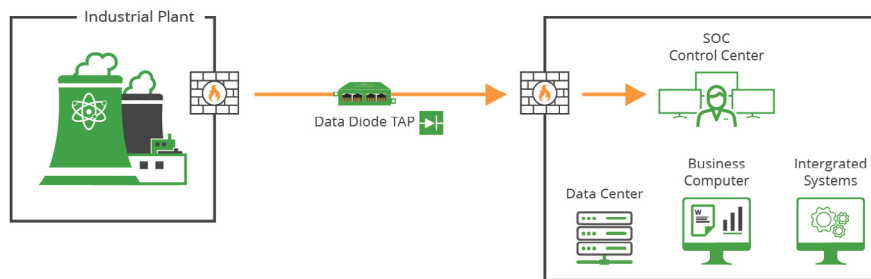 Industrial Plant
SOC
Control Center
Data Diode TAP
Business
Computer
Intergrated
Systems
Data Center
W